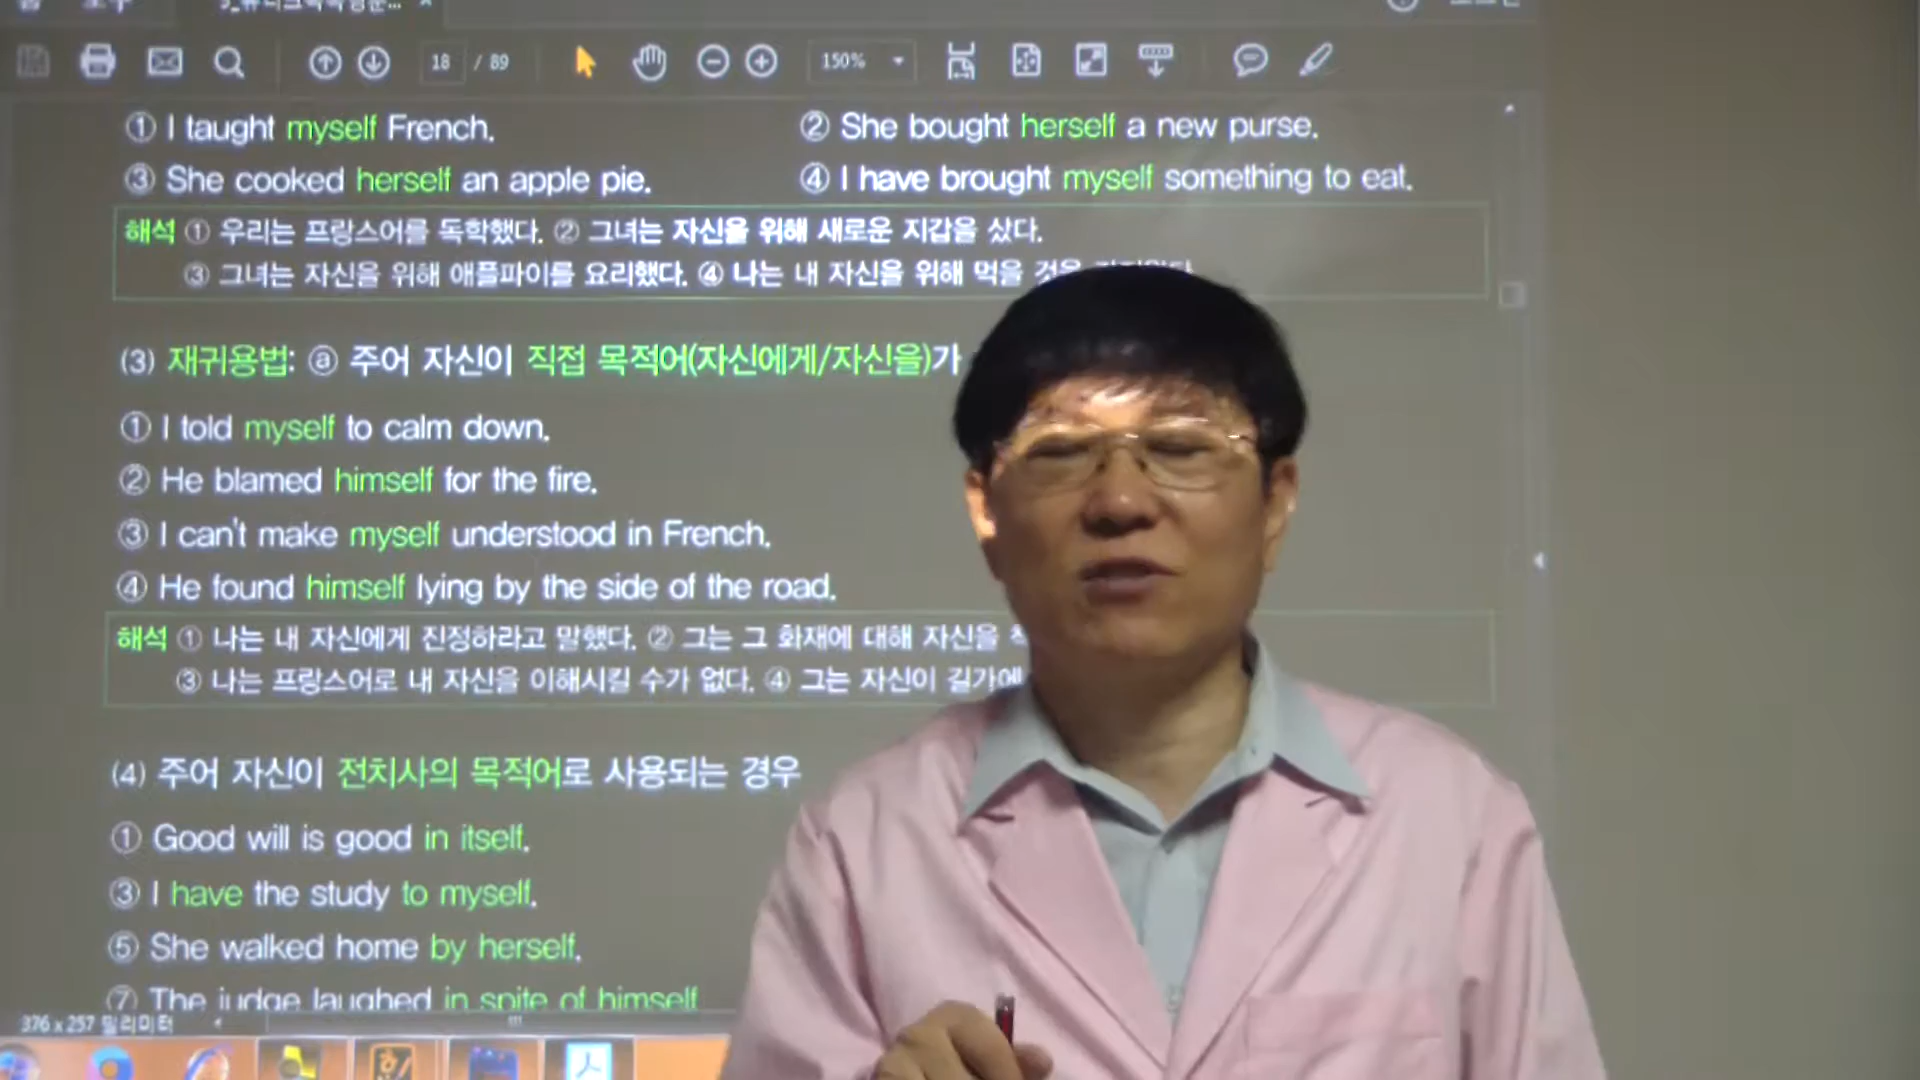 18 / 89
150%
① I taught myself French. ② She bought herself a new purse.
③ She cooked herself an apple pie. ④ I have brought myself something to eat.
해석 ① 우리는 프랑스어를 독학했다. ② 그녀는 자신을 위해 새로운 지갑을 샀다.
③ 그녀는 자신을 위해 애플파이를 요리했다. ④ 나는 내 자신을 위해 먹을
(3) 재귀용법: ⓐ 주어 자신이 직접 목적어(자신에게/자신을)가
① I told myself to calm down.
② He blamed himself for the fire.
③ I can't make myself understood in French.
④ He found himself lying by the side of the road.
해석 ① 나는 내 자신에게 진정하라고 말했다. ② 그는 그 화재에 대해 자신을
③ 나는 프랑스어로 내 자신을 이해시킬 수가 없다. ④ 그는 자신이 길가에
(4) 주어 자신이 전치사의 목적어로 사용되는 경우
① Good will is good in itself.
③ I have the study to myself.
⑤ She walked home by herself.
⑦ The judge laughed in spite of himself
376 x 257 밀리미터